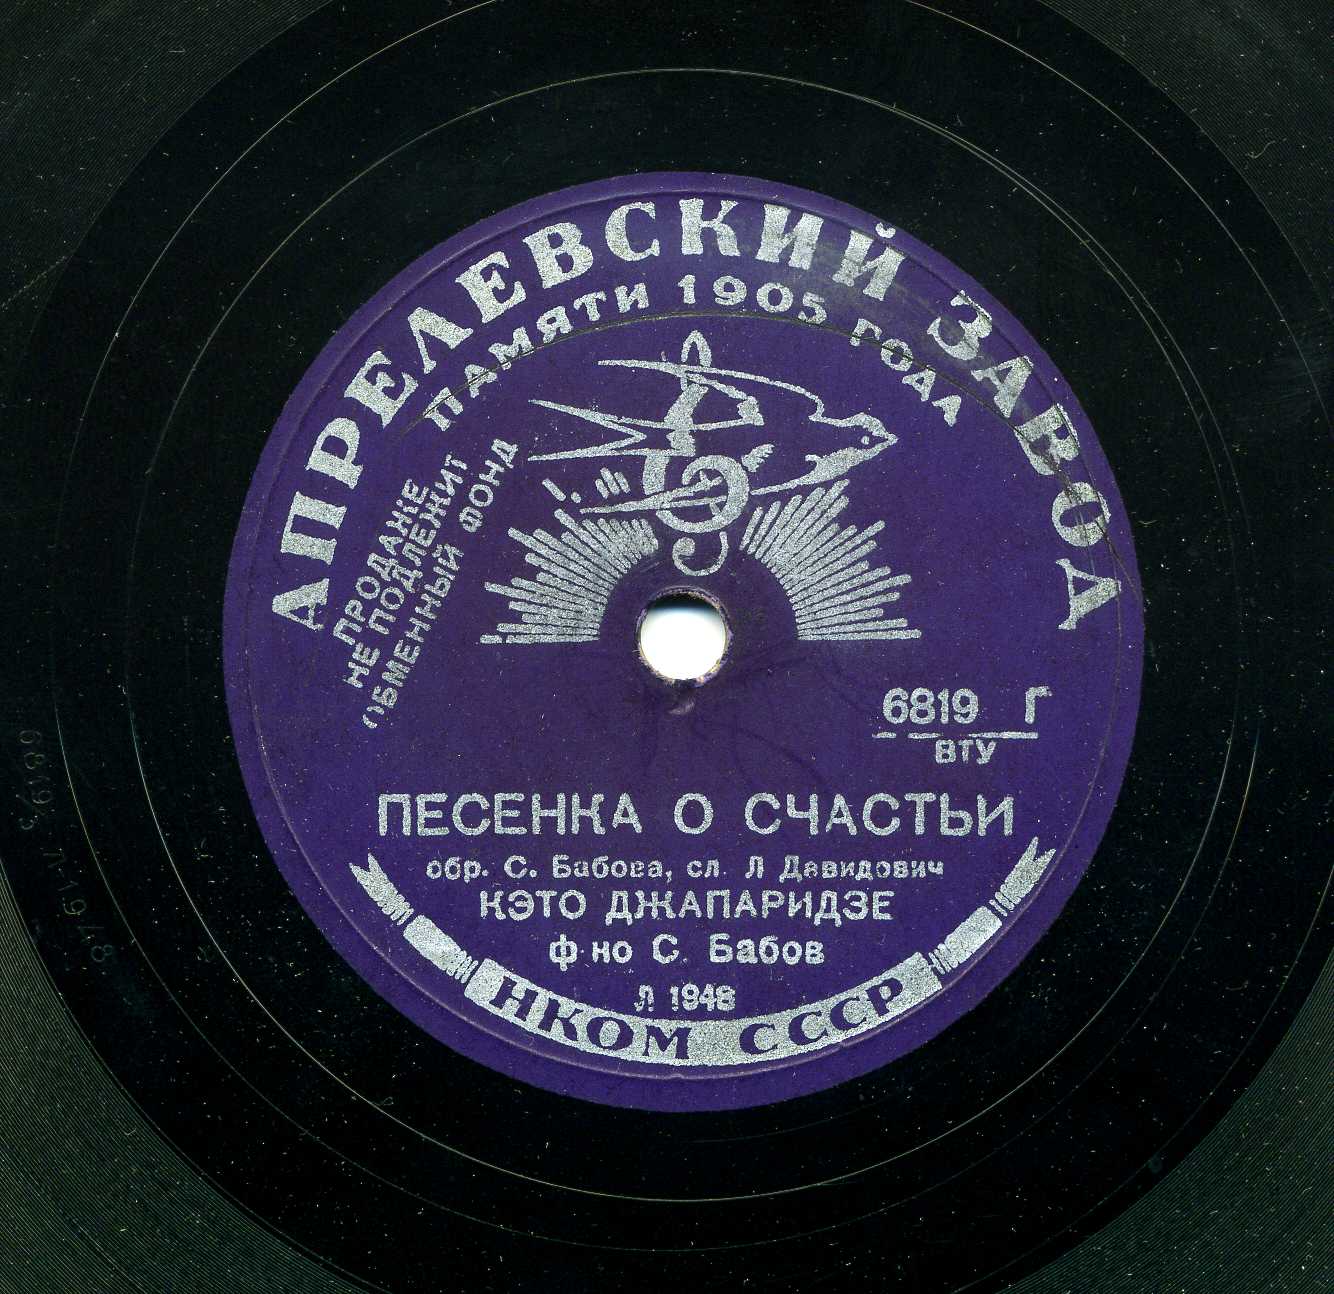 АПРЕЛЕВСКИЙ ЗАВОД
ПАМЯТИ 1905 ГОДА
ПРОДАЖЕ
НЕ ПОДЛЕЖИТ
ОБМЕННЫЙ ФОНД
6819 Г
ВТУ
ПЕСЕНКА О СЧАСТЬИ
обр. С. Бабова, сл. Л Давидович
КЭТО ДЖАПАРИДЗЕ
ф-но С. Бабов
Л 1848
НКОМ СССР